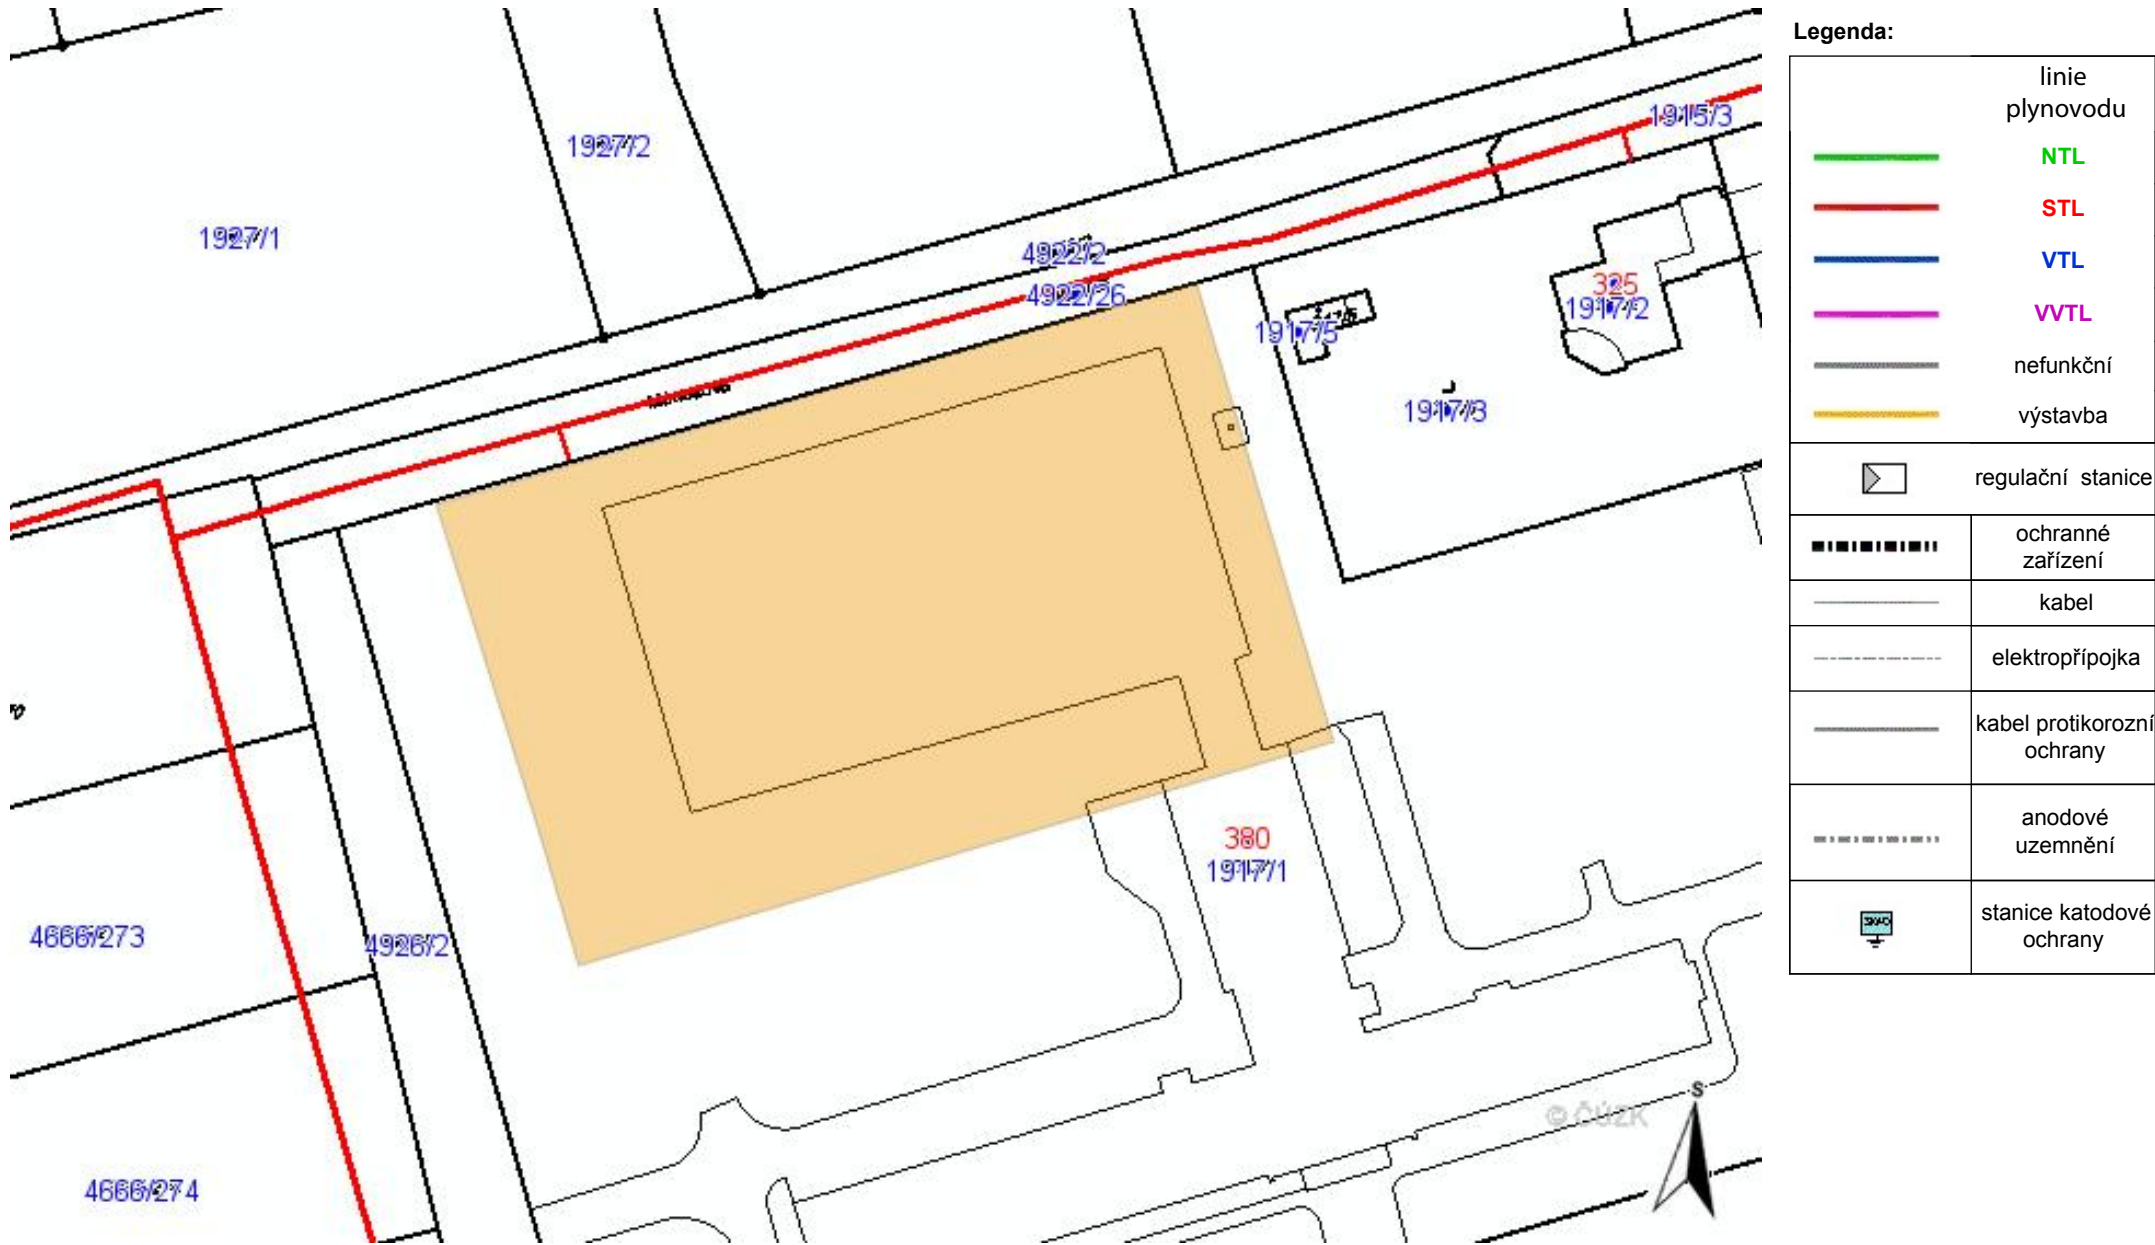 1927/2
1927/1
1915/3
4922/2
4922/26
325
1917/2
1917/5
1917/3
380
1917/1
4666/273
4926/2
4666/274
© ČÚZK
S
Legenda:
linie
plynovodu
NTL
STL
VTL
VVTL
nefunkční
výstavba
regulační stanice
ochranné
zařízení
kabel
elektropřípojka
kabel protikorozní
ochrany
anodové
uzemnění
stanice katodové
ochrany